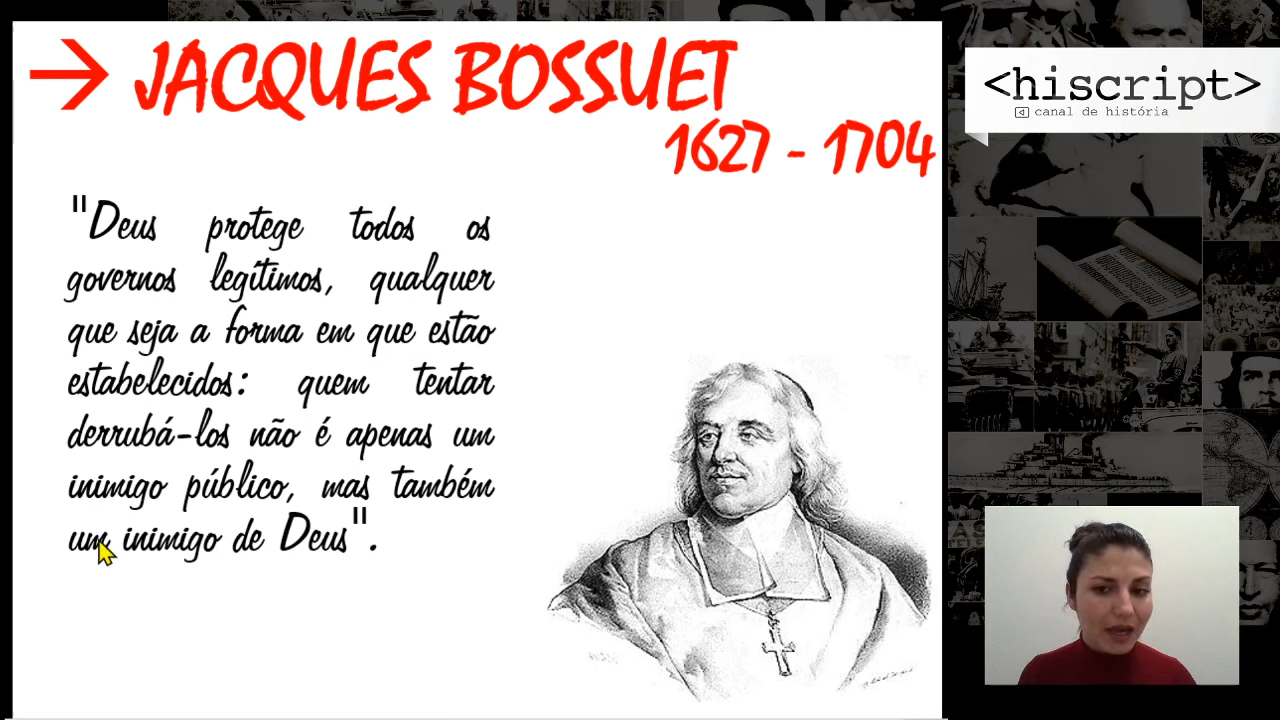 → JACQUES BOSSUET
1627 - 1704
"Deus protege todos os
governos legítimos, qualquer
que seja a forma em que estão
estabelecidos: quem tentar
derrubá-los não é apenas um
inimigo público, mas também
um inimigo de Deus".
<hiscript>
canal de história